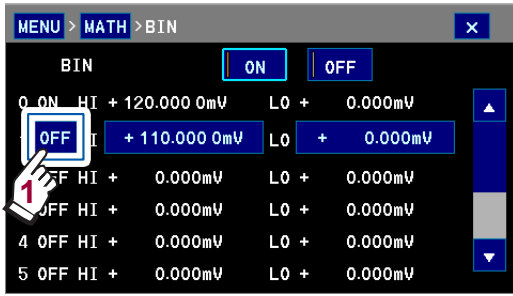 MENU > MATH >BIN ×
BIN ON OFF
0 ON HI + 120.000 0mV LO + 0.000mV
OFF I + 110.000 0mV LO + 0.000mV
FF HI + 0.000mV LO + 0.000mV
1
OFF HI + 0.000mV LO + 0.000mV
4 OFF HI + 0.000mV LO + 0.000mV
5 OFF HI + 0.000mV LO + 0.000mV